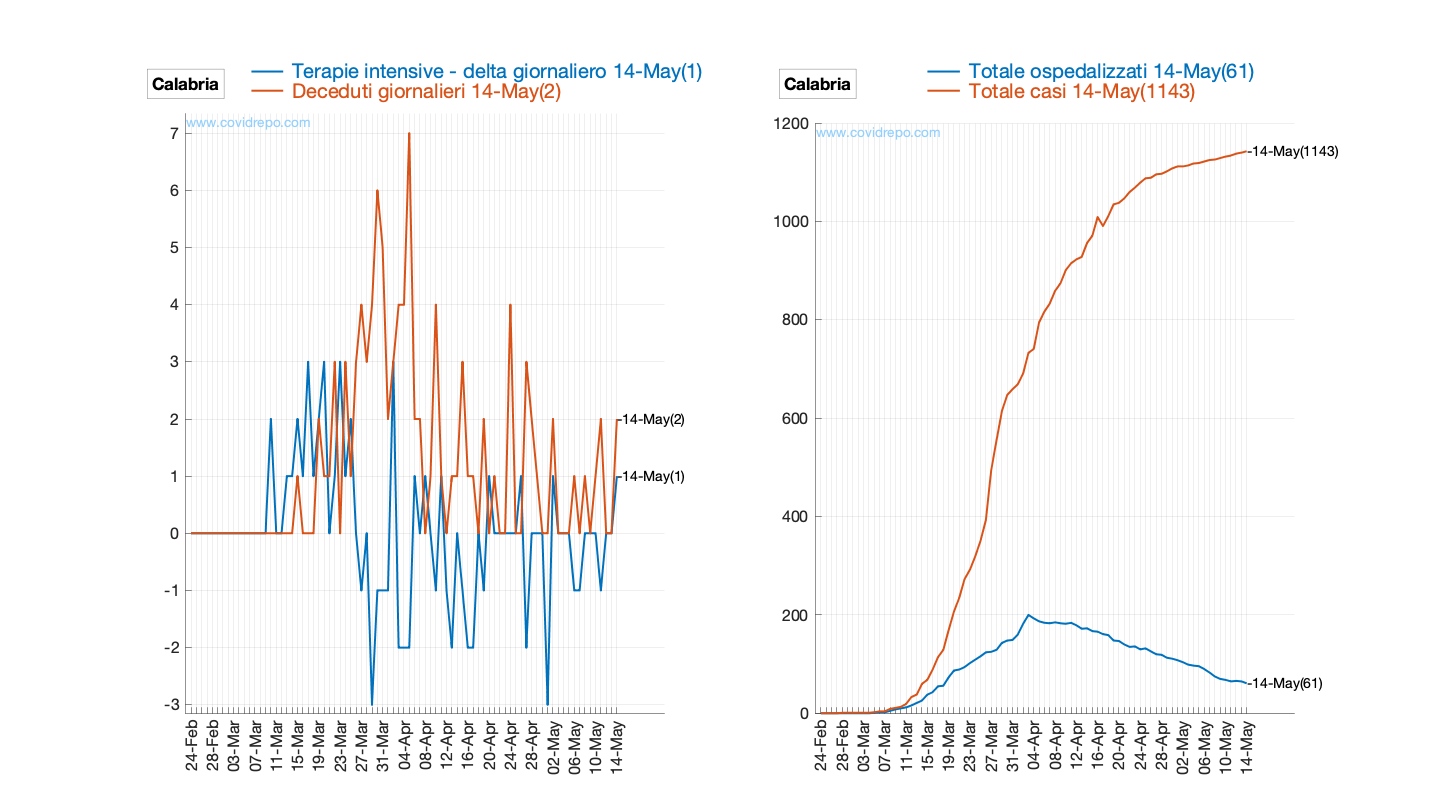 Calabria
Terapie intensive - delta giornaliero 14-May(1)
Deceduti giornalieri 14-May(2)
www.covidrepo.com
7
6
5
4
3
2
1
0
-1
-2
-3
14-May(2)
14-May(1)
24-Feb
28-Feb
03-Mar
07-Mar
11-Mar
15-Mar
19-Mar
23-Mar
27-Mar
31-Mar
04-Apr
08-Apr
12-Apr
16-Apr
20-Apr
24-Apr
28-Apr
02-May
06-May
10-May
14-May
Calabria
Totale ospedalizzati 14-May(61)
Totale casi 14-May(1143)
www.covidrepo.com
1200
1000
800
600
400
200
0
14-May(1143)
14-May(61)
24-Feb
28-Feb
03-Mar
07-Mar
11-Mar
15-Mar
19-Mar
23-Mar
27-Mar
31-Mar
04-Apr
08-Apr
12-Apr
16-Apr
20-Apr
24-Apr
28-Apr
02-May
06-May
10-May
14-May